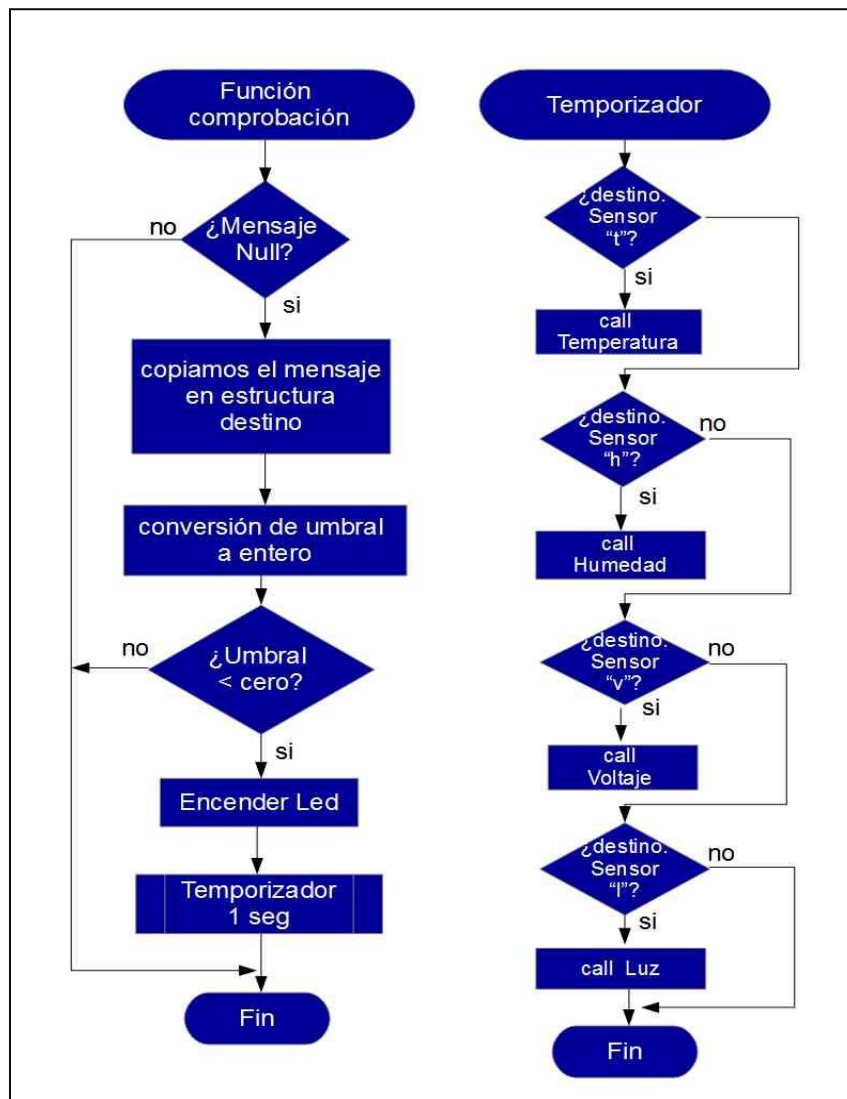 Función
comprobación
¿Mensaje
Null?
no
si
copiamos el mensaje
en estructura
destino
conversión de umbral
a entero
¿Umbral
< cero?
no
si
Encender Led
Temporizador
1 seg
Fin
Temporizador
¿destino.
Sensor
“t”?
si
call
Temperatura
¿destino.
Sensor
“h”?
no
si
call
Humedad
¿destino.
Sensor
“v”?
no
si
call
Voltaje
¿destino.
Sensor
“l”?
no
si
call Luz
Fin